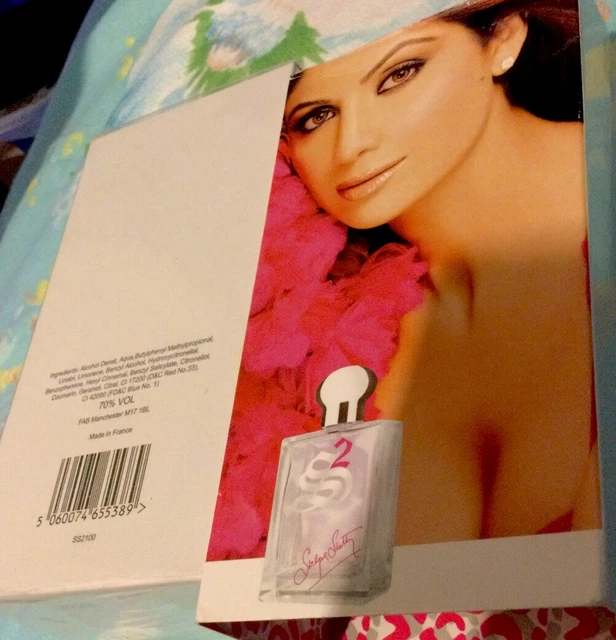 Ingredients: Alcohol Denat, Aqua, Butylphenyl Methylpropional,
Linalol, Limonene, Benzyl Alcohol, Hydroxycitronellal,
Benzophenone, Hexyl Cinnamal, Benzyl Salicylate, Citronellol,
Coumarin, Geraniol, Citral, CI 17200 (D&C Red No.33),
CI 42090 (FD&C Blue No. 1)
70% VOL
FAB Manchester M17 1BL
Made in France
5 060074 655389 >
SS2100
S2
Shilpa Shetty